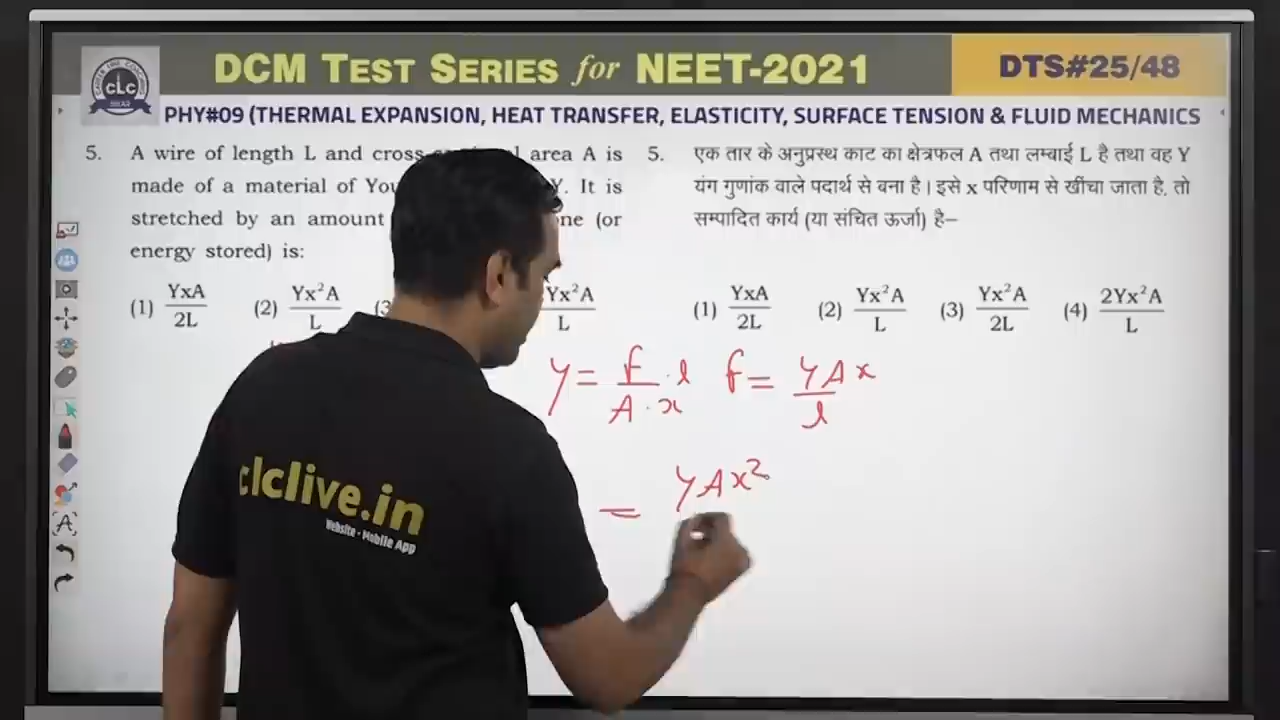 DCM TEST SERIES for NEET-2021
DTS#25/48
CLC
SIKAR
PHY#09 (THERMAL EXPANSION, HEAT TRANSFER, ELASTICITY, SURFACE TENSION & FLUID MECHANICS
5. A wire of length L and cross area A is
made of a material of You Y. It is
stretched by an amount ne (or
energy stored) is:
(1) YxA/2L (2) Yx²A/L (3 Yx²A/L
5. एक तार के अनुप्रस्थ काट का क्षेत्रफल A तथा लम्बाई L है तथा वह Y
यंग गुणांक वाले पदार्थ से बना है। इसे x परिणाम से खींचा जाता है, तो
सम्पादित कार्य (या संचित ऊर्जा) है–
(1) YxA/2L (2) Yx²A/L (3) Yx²A/2L (4) 2Yx²A/L
Y = F/A · l/x F = YAx/l
= YAx²
clclive.in
Website - Mobile App
[A]